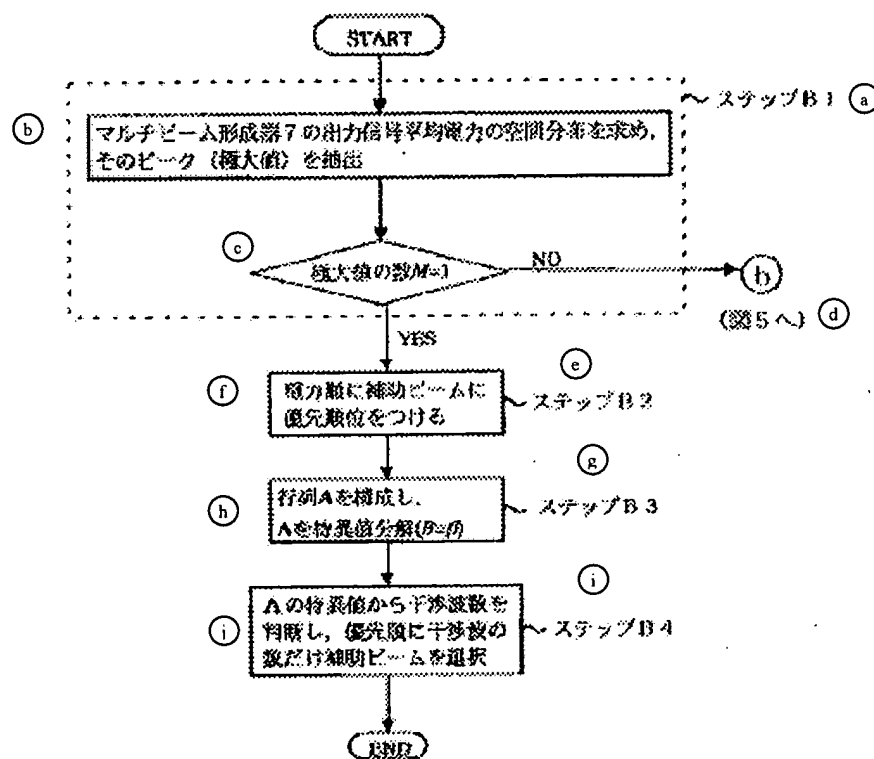 START
ステップB1 ⓐ
ⓑ マルチビーム形成器7の出力信号平均電力の空間分布を求め、
そのピーク(極大値)を抽出
ⓒ 極大値の数M=1
NO
b
(図5へ) ⓓ
YES
ⓔ
ⓕ 電力順に補助ビームに
優先順位をつける
ステップB2
ⓖ
ⓗ 行列Aを構成し、
Aを特異値分解(B=β)
ステップB3
ⓘ
ⓙ Aの特異値から干渉波数を
判断し、優先順に干渉波の
数だけ補助ビームを選択
ステップB4
END